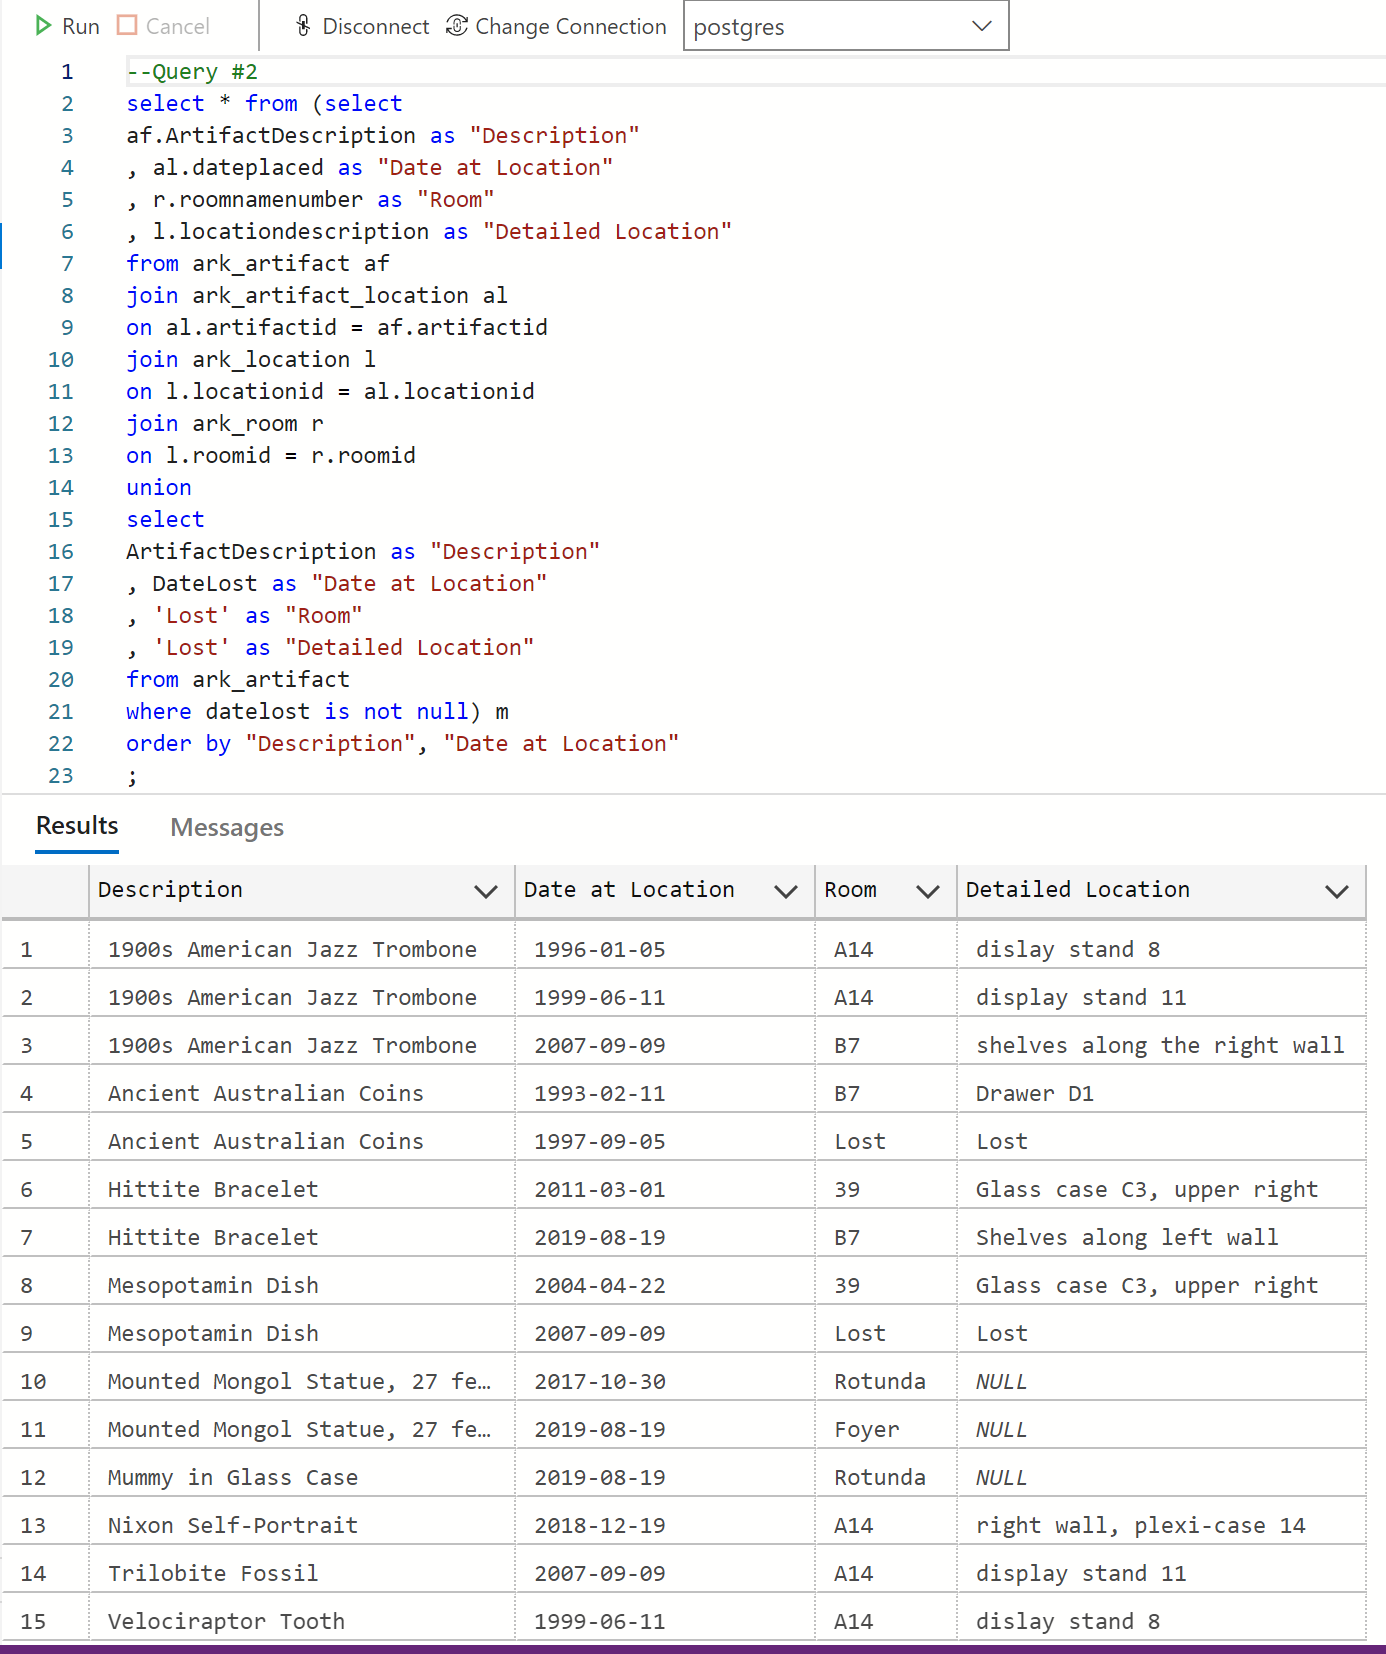 Run Cancel Disconnect Change Connection postgres
1 --Query #2
2 select * from (select
3 af.ArtifactDescription as "Description"
4 , al.dateplaced as "Date at Location"
5 , r.roomnamenumber as "Room"
6 , l.locationdescription as "Detailed Location"
7 from ark_artifact af
8 join ark_artifact_location al
9 on al.artifactid = af.artifactid
10 join ark_location l
11 on l.locationid = al.locationid
12 join ark_room r
13 on l.roomid = r.roomid
14 union
15 select
16 ArtifactDescription as "Description"
17 , DateLost as "Date at Location"
18 , 'Lost' as "Room"
19 , 'Lost' as "Detailed Location"
20 from ark_artifact
21 where datelost is not null) m
22 order by "Description", "Date at Location"
23 ;
Results Messages
Description Date at Location Room Detailed Location
1 1900s American Jazz Trombone 1996-01-05 A14 dislay stand 8
2 1900s American Jazz Trombone 1999-06-11 A14 display stand 11
3 1900s American Jazz Trombone 2007-09-09 B7 shelves along the right wall
4 Ancient Australian Coins 1993-02-11 B7 Drawer D1
5 Ancient Australian Coins 1997-09-05 Lost Lost
6 Hittite Bracelet 2011-03-01 39 Glass case C3, upper right
7 Hittite Bracelet 2019-08-19 B7 Shelves along left wall
8 Mesopotamin Dish 2004-04-22 39 Glass case C3, upper right
9 Mesopotamin Dish 2007-09-09 Lost Lost
10 Mounted Mongol Statue, 27 fe… 2017-10-30 Rotunda NULL
11 Mounted Mongol Statue, 27 fe… 2019-08-19 Foyer NULL
12 Mummy in Glass Case 2019-08-19 Rotunda NULL
13 Nixon Self-Portrait 2018-12-19 A14 right wall, plexi-case 14
14 Trilobite Fossil 2007-09-09 A14 display stand 11
15 Velociraptor Tooth 1999-06-11 A14 dislay stand 8